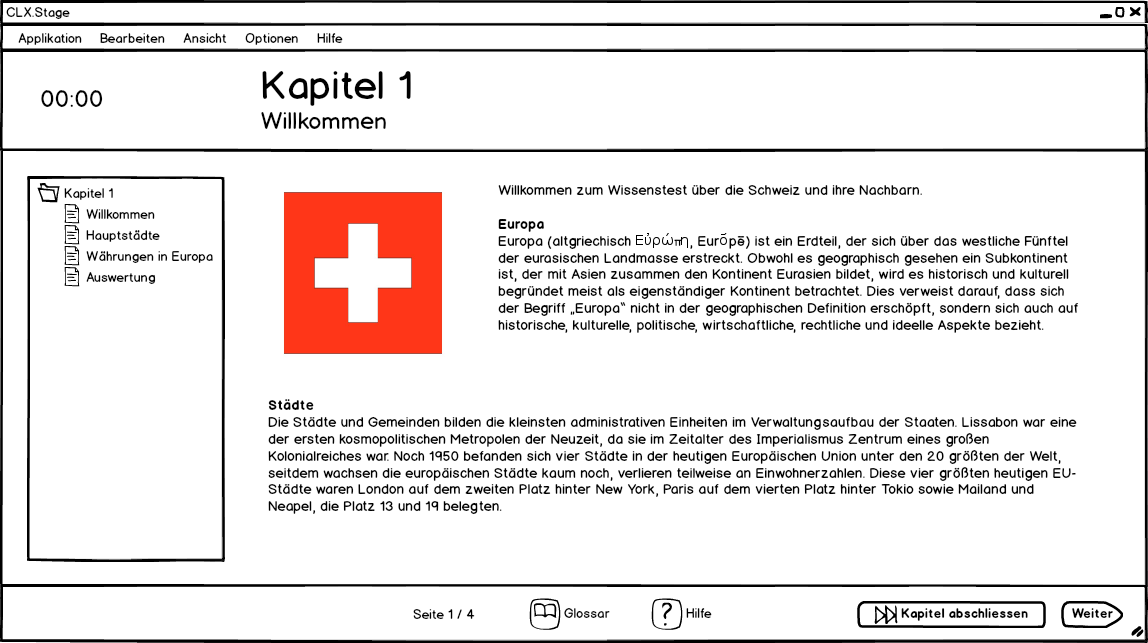 CLX.Stage
Applikation Bearbeiten Ansicht Optionen Hilfe
00:00
Kapitel 1
Willkommen
Kapitel 1
Willkommen
Hauptstädte
Währungen in Europa
Auswertung
Willkommen zum Wissenstest über die Schweiz und ihre Nachbarn.
Europa
Europa (altgriechisch Εὐρώπη, Eurṓpē) ist ein Erdteil, der sich über das westliche Fünftel
der eurasischen Landmasse erstreckt. Obwohl es geographisch gesehen ein Subkontinent
ist, der mit Asien zusammen den Kontinent Eurasien bildet, wird es historisch und kulturell
begründet meist als eigenständiger Kontinent betrachtet. Dies verweist darauf, dass sich
der Begriff „Europa“ nicht in der geographischen Definition erschöpft, sondern sich auch auf
historische, kulturelle, politische, wirtschaftliche, rechtliche und ideelle Aspekte bezieht.
Städte
Die Städte und Gemeinden bilden die kleinsten administrativen Einheiten im Verwaltungsaufbau der Staaten. Lissabon war eine
der ersten kosmopolitischen Metropolen der Neuzeit, da sie im Zeitalter des Imperialismus Zentrum eines großen
Kolonialreiches war. Noch 1950 befanden sich vier Städte in der heutigen Europäischen Union unter den 20 größten der Welt,
seitdem wachsen die europäischen Städte kaum noch, verlieren teilweise an Einwohnerzahlen. Diese vier größten heutigen EU-
Städte waren London auf dem zweiten Platz hinter New York, Paris auf dem vierten Platz hinter Tokio sowie Mailand und
Neapel, die Platz 13 und 19 belegten.
Seite 1 / 4 Glossar ? Hilfe Kapitel abschliessen Weiter